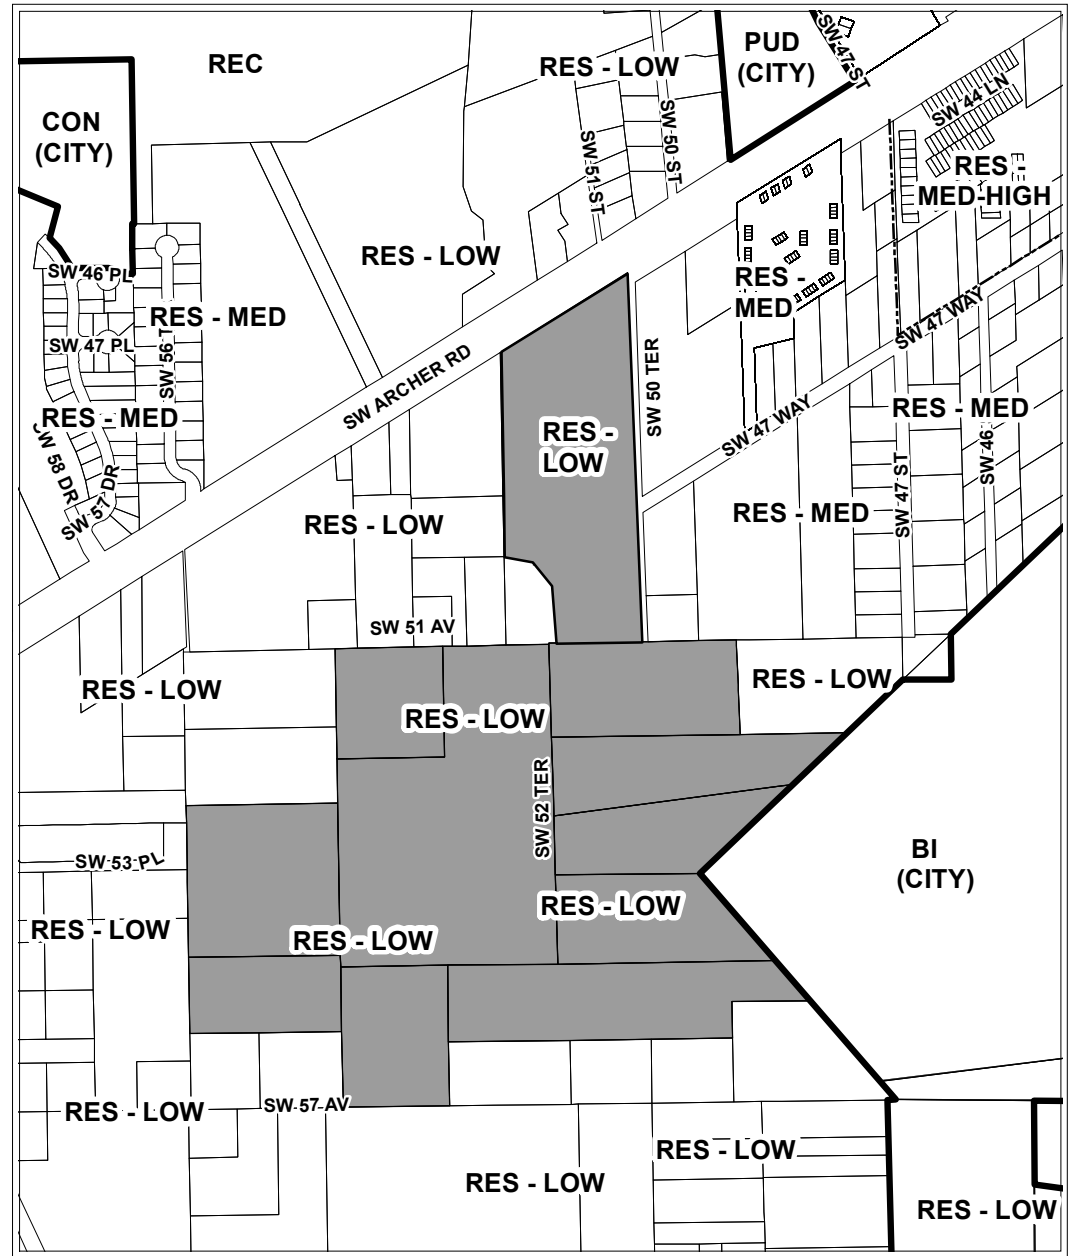 REC
RES - LOW
PUD
(CITY)
SW 47 ST
SW 44 LN
CON
(CITY)
SW 51 ST
SW 50 ST
RES -
MED-HIGH
RES - LOW
SW 46 PL
RES - MED
RES -
MED
SW 47 WAY
SW 47 PL
SW 56 T
SW ARCHER RD
SW 50 TER
RES - MED
SW 58 DR
SW 57 DR
RES -
LOW
SW 47 WAY
RES - MED
SW 46
SW 47 ST
RES - LOW
RES - MED
SW 51 AV
RES - LOW
RES - LOW
RES - LOW
SW 52 TER
SW 53 PL
BI
(CITY)
RES - LOW
RES - LOW
RES - LOW
RES - LOW
SW 57 AV
RES - LOW
RES - LOW
RES - LOW